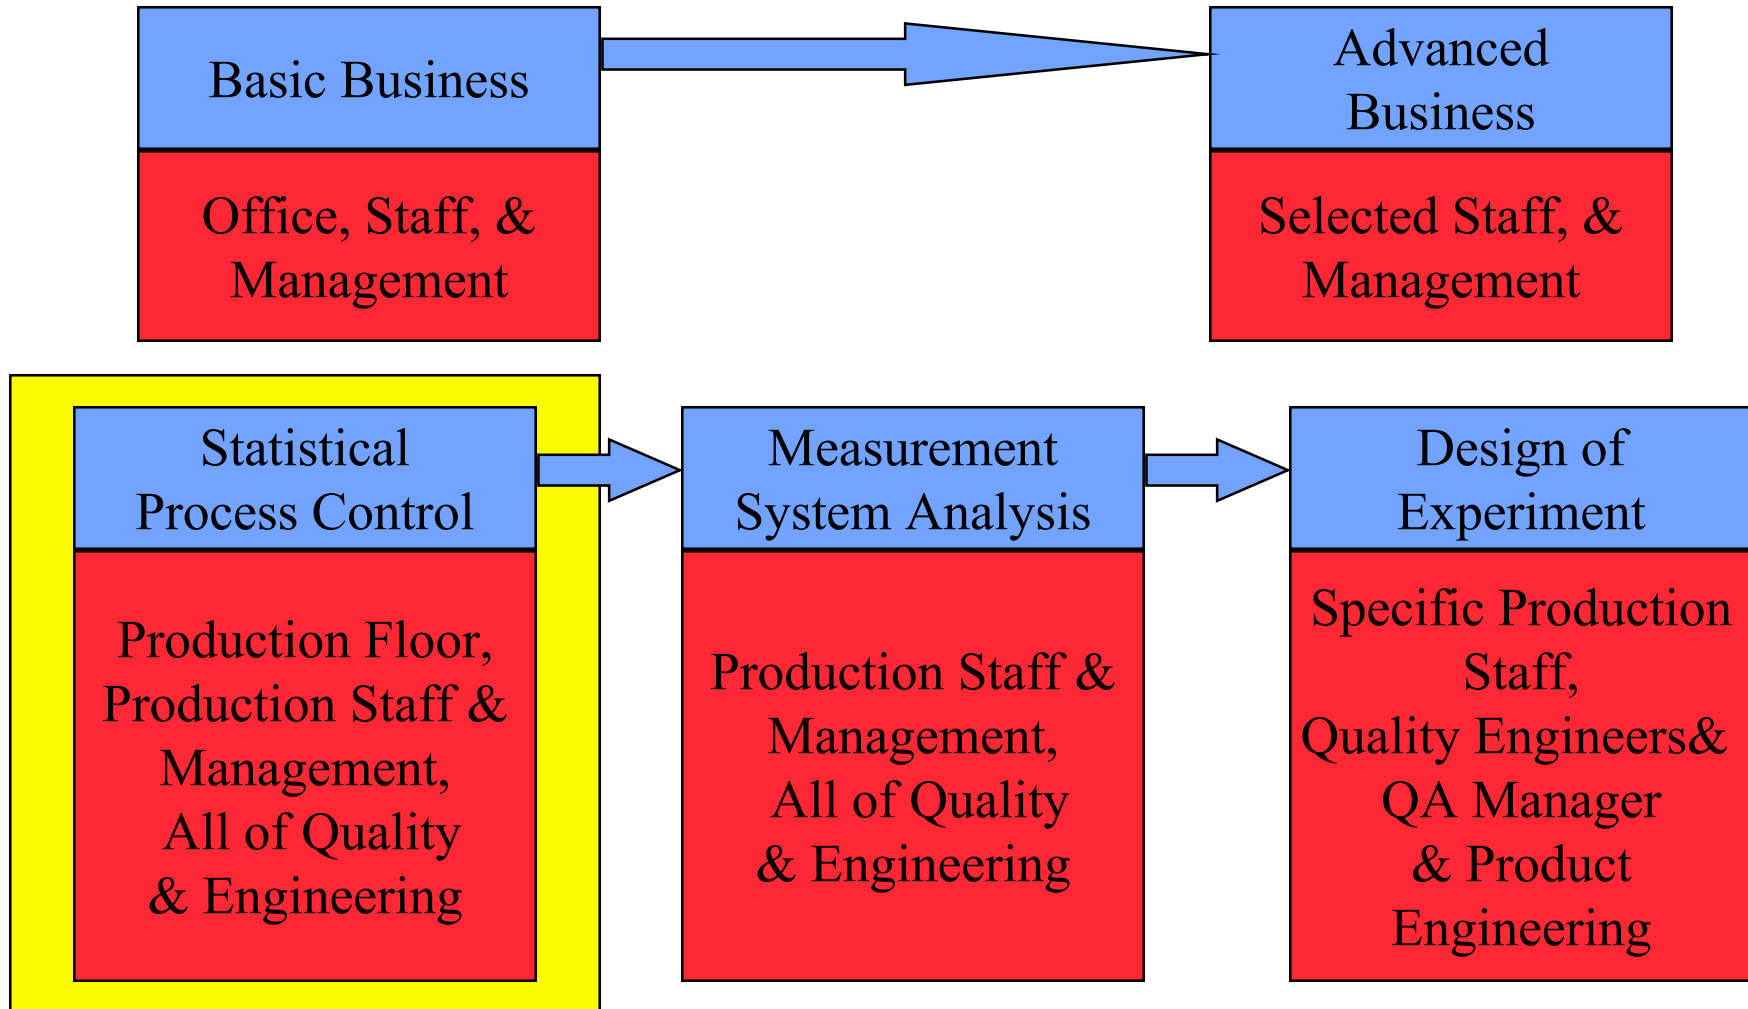 Basic Business
Advanced
Business
Office, Staff, &
Management
Selected Staff, &
Management
Statistical
Process Control
Production Floor,
Production Staff &
Management,
All of Quality
& Engineering
Measurement
System Analysis
Production Staff &
Management,
All of Quality
& Engineering
Design of
Experiment
Specific Production
Staff,
Quality Engineers&
QA Manager
& Product
Engineering